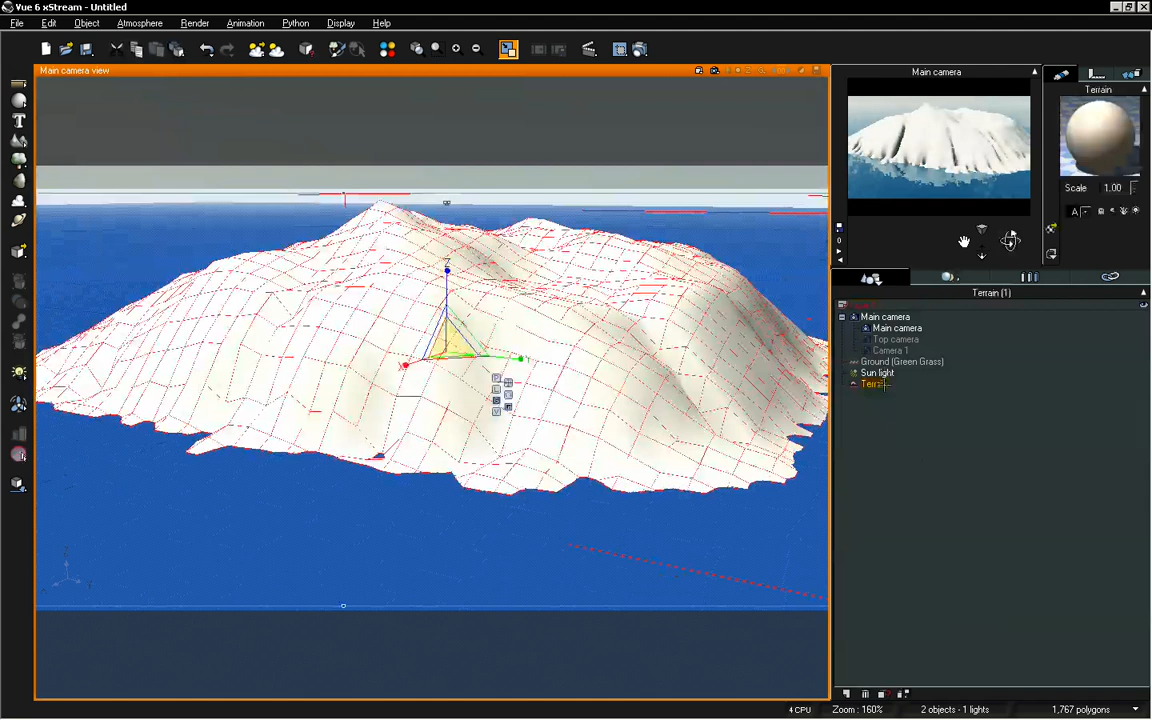 Vue 6 xStream - Untitled
File Edit Object Atmosphere Render Animation Python Display Help
Main camera view
Main camera
Terrain
Scale 1.00
A
Z
Terrain (1)
Main camera
Main camera
Top camera
Camera 1
Ground (Green Grass)
Sun light
4 CPU Zoom : 160% 2 objects - 1 lights 1,767 polygons